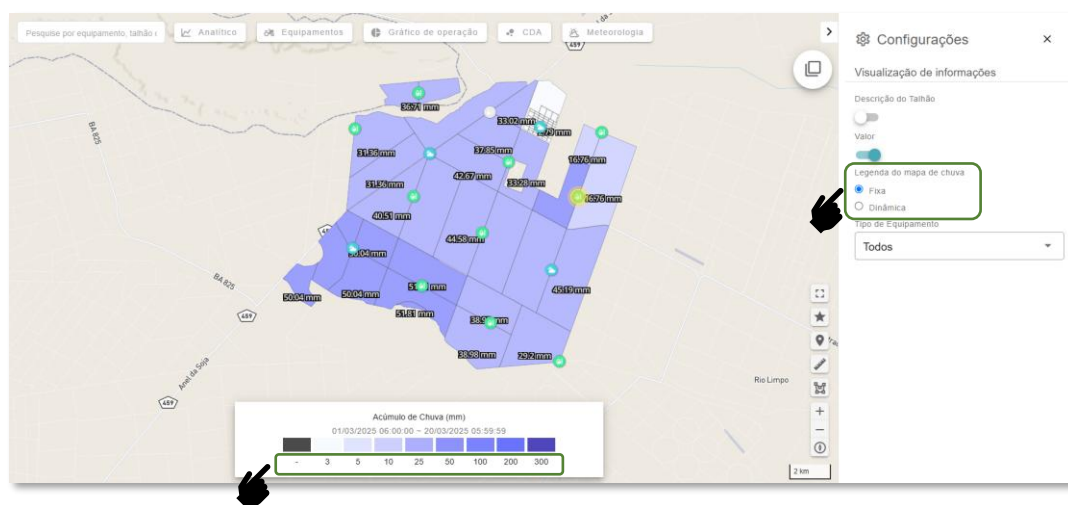 Pesquise por equipamento, talhão
Analítico
Equipamentos
Gráfico de operação
CDA
Meteorologia
Configurações
Visualização de informações
Descrição do Talhão
Valor
Legenda do mapa de chuva
Fixa
Dinâmica
Tipo de Equipamento
Todos
459
BA 825
36.71 mm
33.02 mm
31.36 mm
37.85 mm
16.76 mm
42.67 mm
33.28 mm
31.36 mm
16.76 mm
40.51 mm
44.58 mm
50.04 mm
BA 825
50.04 mm
50.04 mm
45.19 mm
51.81 mm
459
38.98 mm
29.2 mm
Anel da Soja
Rio Limpo
459
Acúmulo de Chuva (mm)
01/03/2025 06:00:00 ~ 20/03/2025 05:59:59
- 3 5 10 25 50 100 200 300
2 km